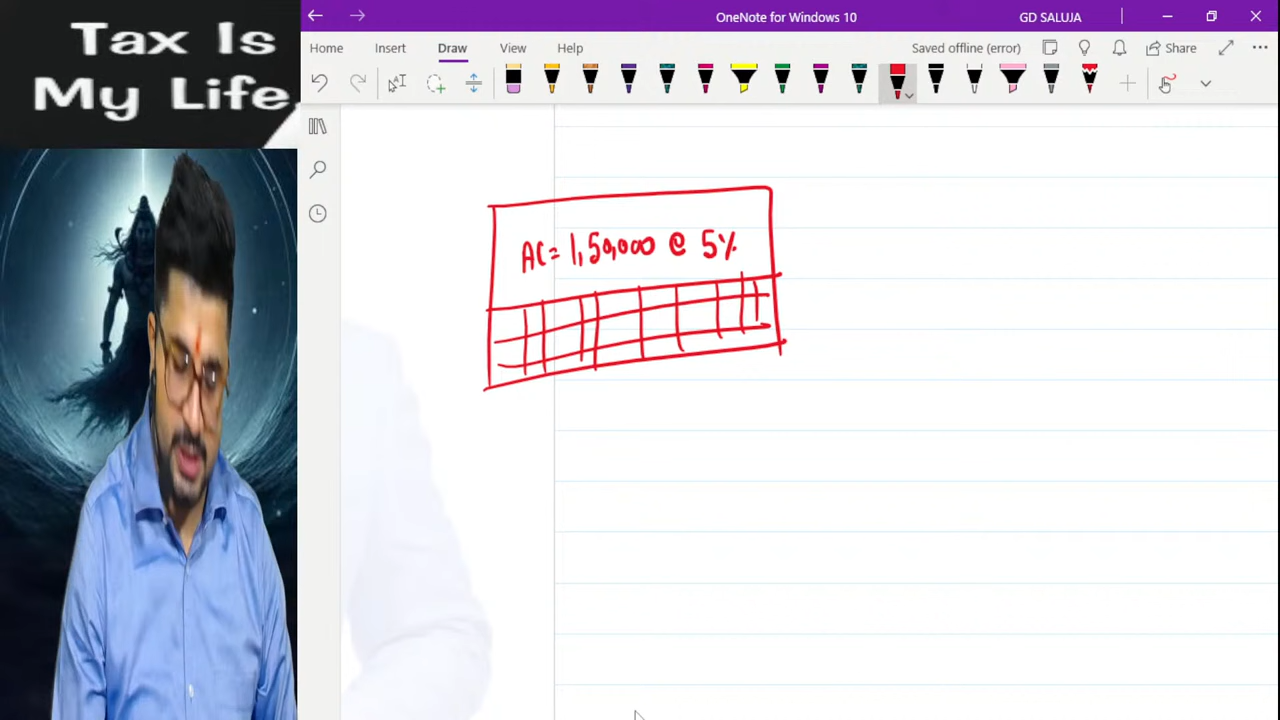 Tax Is
My Life
OneNote for Windows 10
GD SALUJA
Home Insert Draw View Help
Saved offline (error)
Share
AC = 1,50,000 @ 5%